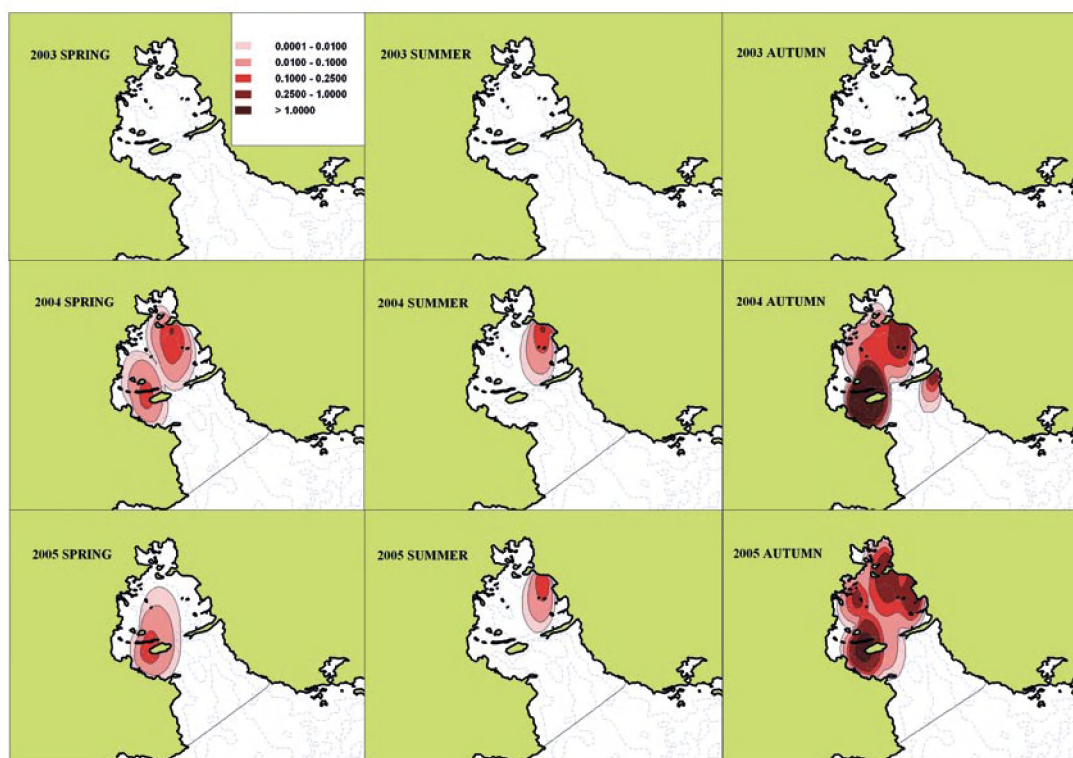 2003 SPRING
0.0001 - 0.0100
0.0100 - 0.1000
0.1000 - 0.2500
0.2500 - 1.0000
> 1.0000
2003 SUMMER
2003 AUTUMN
2004 SPRING
2004 SUMMER
2004 AUTUMN
2005 SPRING
2005 SUMMER
2005 AUTUMN